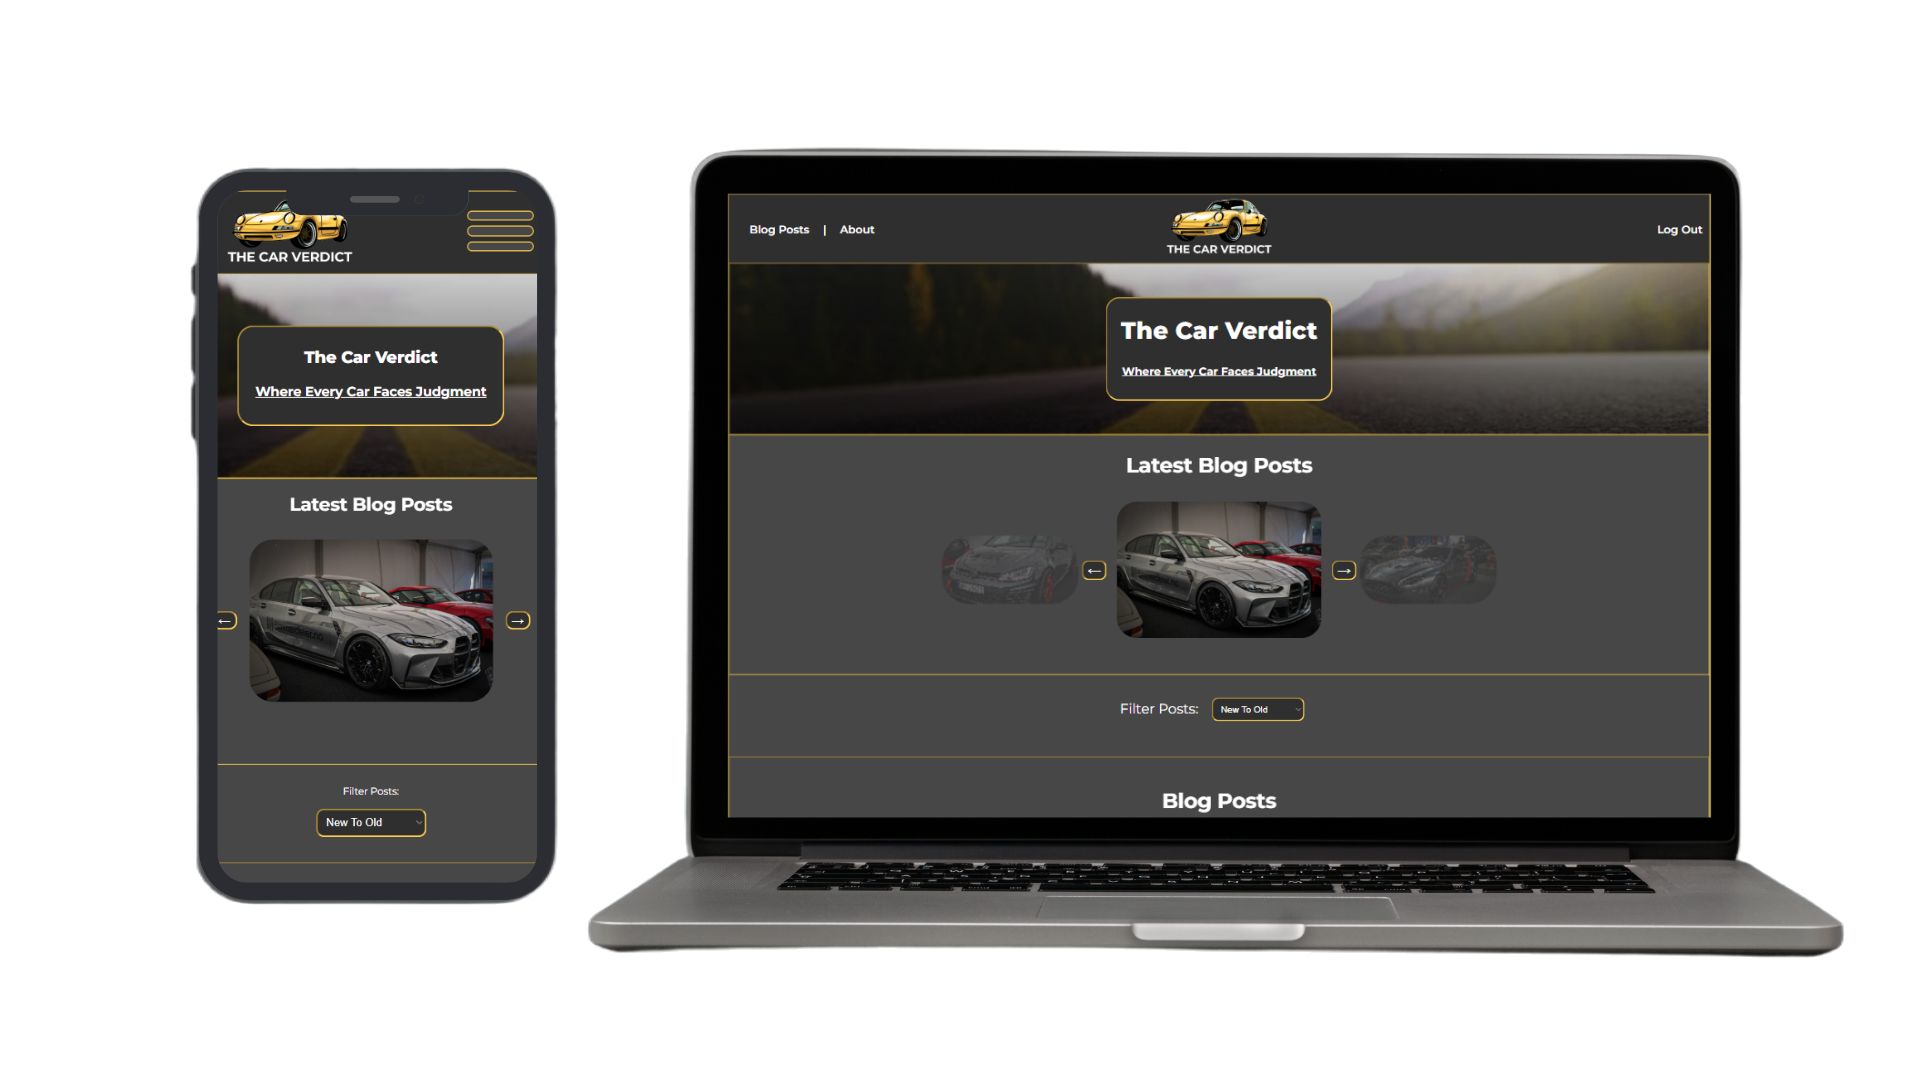 THE CAR VERDICT
The Car Verdict
Where Every Car Faces Judgment
Latest Blog Posts
←
→
Filter Posts:
New To Old
Blog Posts | About
THE CAR VERDICT
Log Out
The Car Verdict
Where Every Car Faces Judgment
Latest Blog Posts
← →
Filter Posts: New To Old
Blog Posts